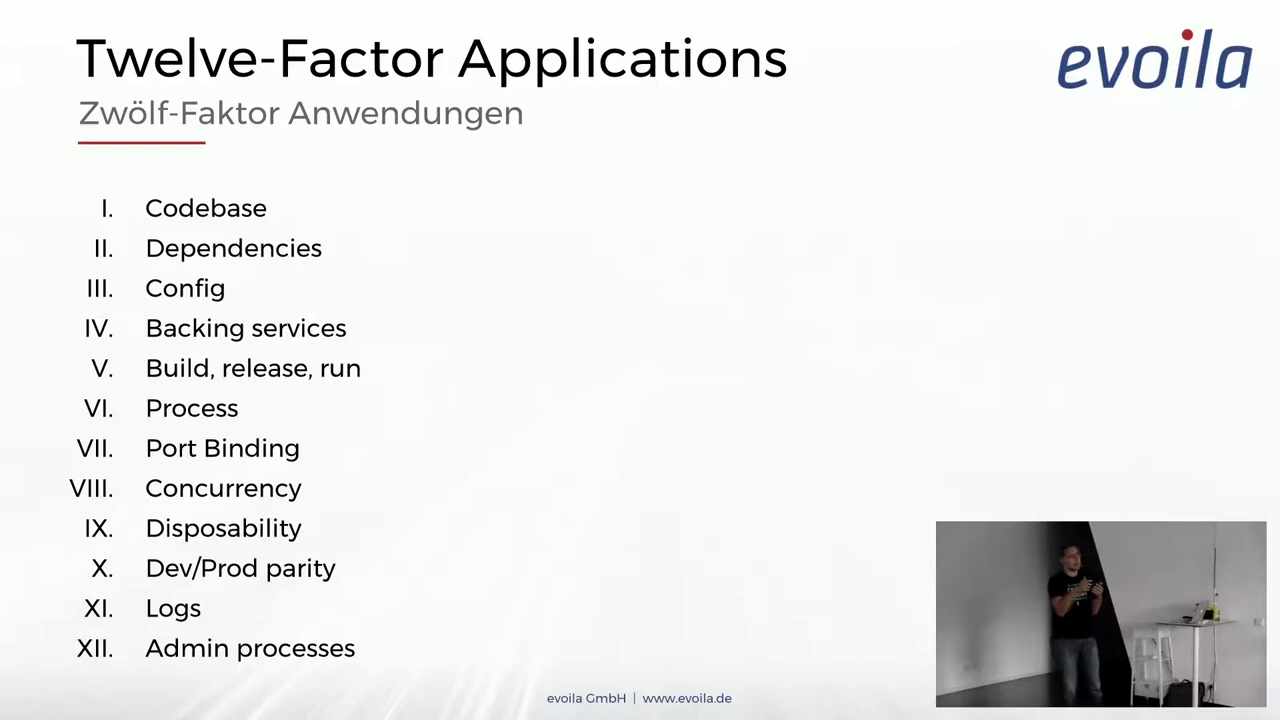 Twelve-Factor Applications
evoila
Zwölf-Faktor Anwendungen
I. Codebase
II. Dependencies
III. Config
IV. Backing services
V. Build, release, run
VI. Process
VII. Port Binding
VIII. Concurrency
IX. Disposability
X. Dev/Prod parity
XI. Logs
XII. Admin processes
evoila GmbH | www.evoila.de